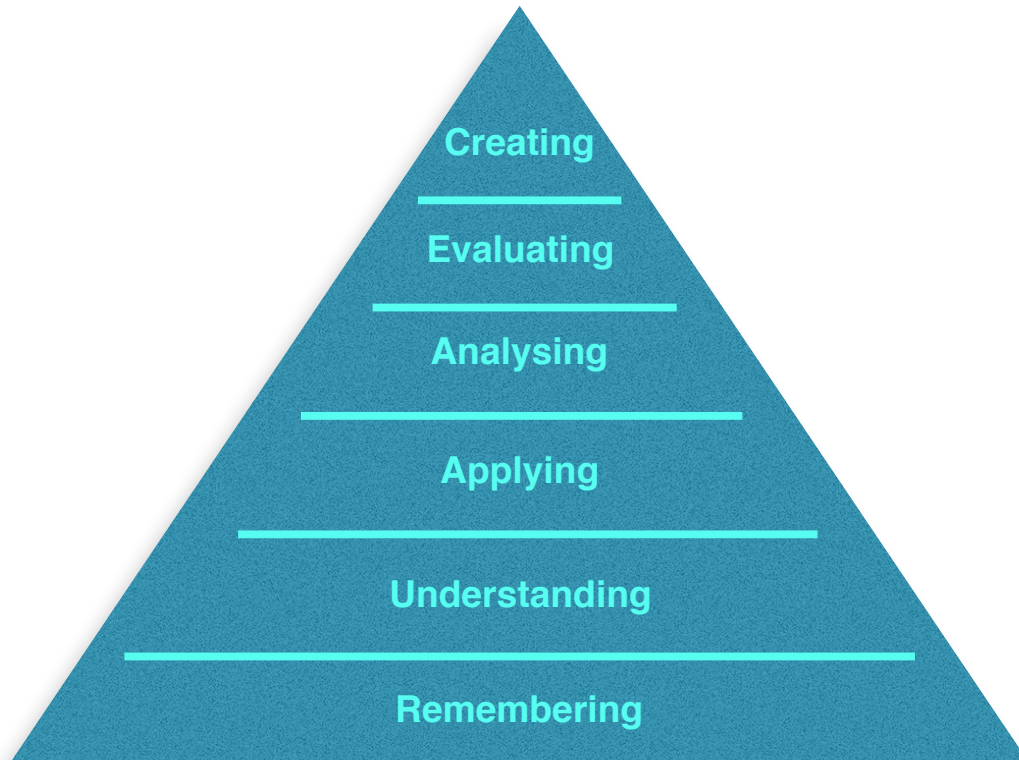 Creating
Evaluating
Analysing
Applying
Understanding
Remembering